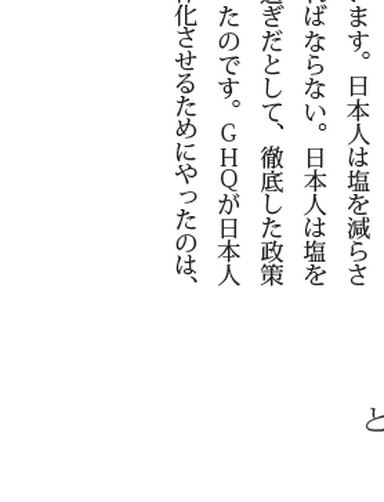 ます。日本人は塩を減らさ
ばならない。日本人は塩を
ぎだとして、徹底した政策
たのです。GHQが日本人
化させるためにやったのは、
と